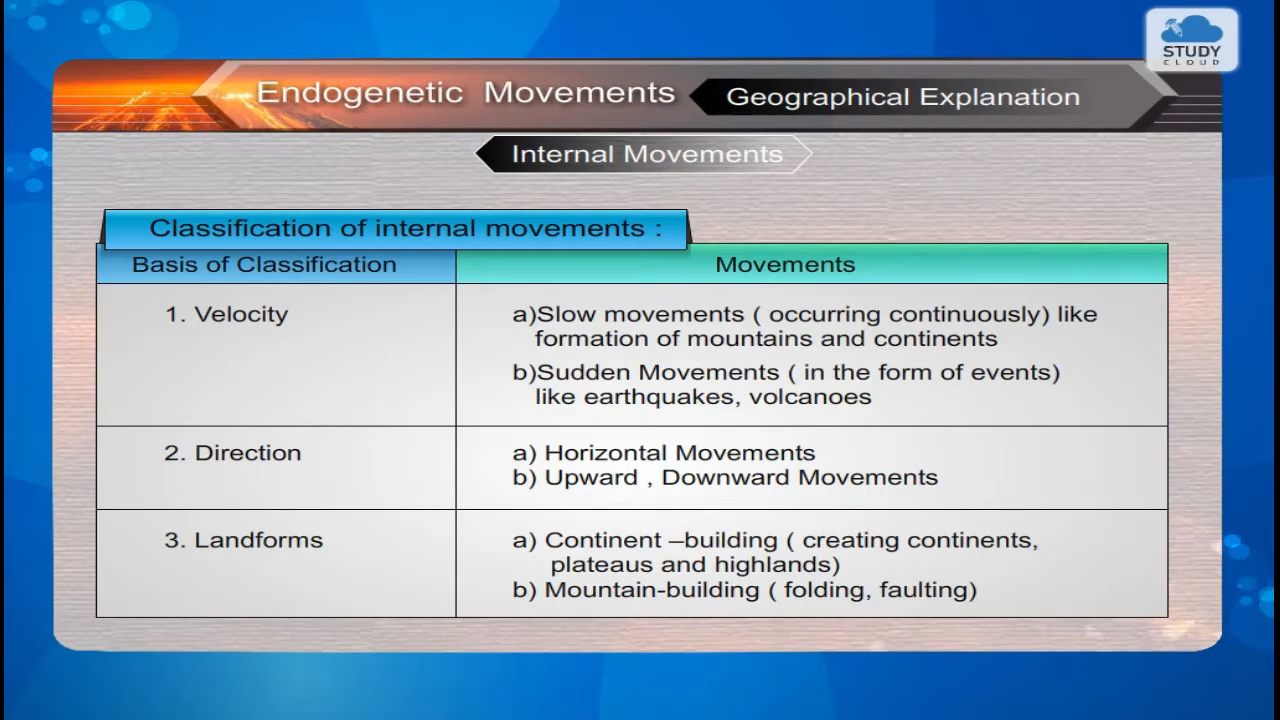 STUDY
CLOUD
Endogenetic Movements
Geographical Explanation
Internal Movements
Classification of internal movements :
Basis of Classification
Movements
1. Velocity
a)Slow movements ( occurring continuously) like
formation of mountains and continents
b)Sudden Movements ( in the form of events)
like earthquakes, volcanoes
2. Direction
a) Horizontal Movements
b) Upward , Downward Movements
3. Landforms
a) Continent –building ( creating continents,
plateaus and highlands)
b) Mountain-building ( folding, faulting)